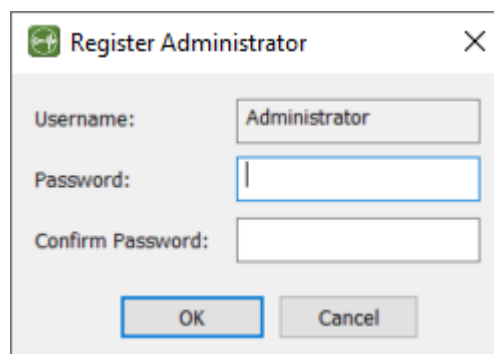 Register Administrator
Username: Administrator
Password:
Confirm Password:
OK Cancel